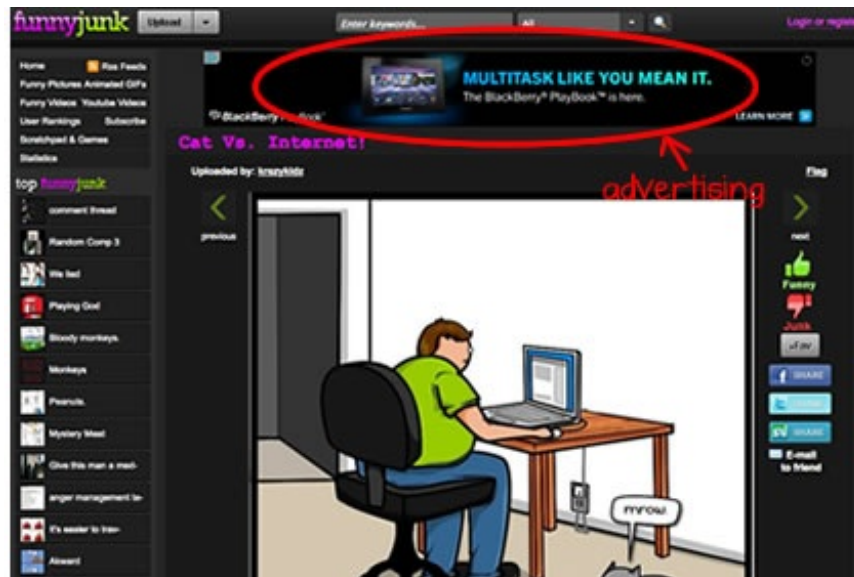 funnyjunk
Upload
Enter keywords...
All
Login or regist
Home
Rss Feeds
Funny Pictures Animated GIFs
Funny Videos Youtube Videos
User Rankings
Subscribe
Scratchpad & Games
Statistics
MULTITASK LIKE YOU MEAN IT.
The BlackBerry® PlayBook™ is here.
BlackBerry PlayBook
LEARN MORE
advertising
Cat Vs. Internet!
Uploaded by: krazykidz
Flag
previous
next
Funny
Junk
+Fav
SHARE
SHARE
E-mail
to friend
top funnyjunk
comment thread
Random Comp 3
We lied
Playing God
Bloody monkeys.
Monkeys
Peanuts.
Mystery Meat
Give this man a med-
anger management te-
It's easier to trav-
Akward
mrow.